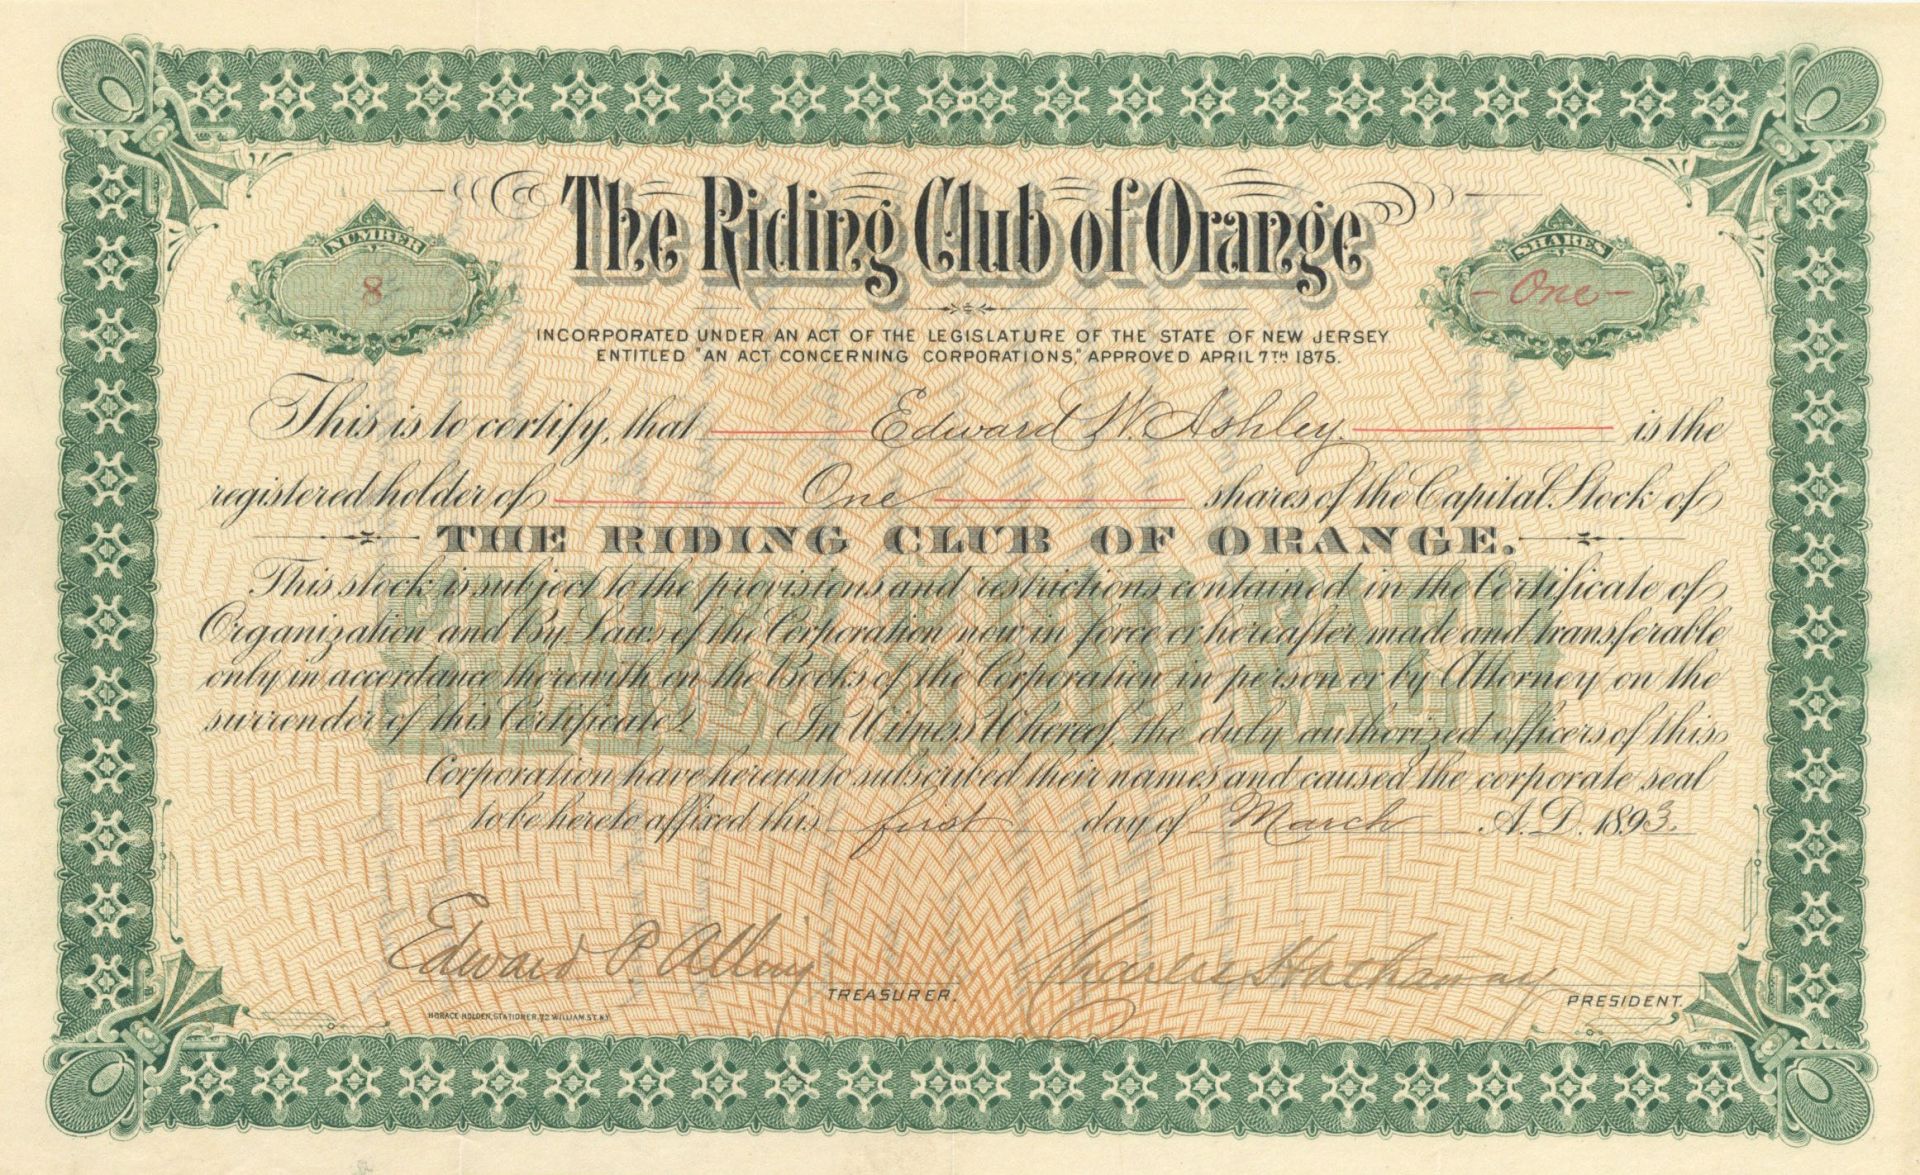 The Riding Club of Orange
NUMBER
8
SHARES
- One -
INCORPORATED UNDER AN ACT OF THE LEGISLATURE OF THE STATE OF NEW JERSEY
ENTITLED "AN ACT CONCERNING CORPORATIONS," APPROVED APRIL 7TH 1875.
This is to certify, that Edward W. Ashley. is the
registered holder of One shares of the Capital Stock of
THE RIDING CLUB OF ORANGE.
This stock is subject to the provisions and restrictions contained in the Certificate of
Organization and By-Laws of the Corporation now in force or hereafter made and transferable
only in accordance therewith on the Books of the Corporation in person or by Attorney on the
surrender of this Certificate. In Witness Whereof, the duly authorized officers of this
Corporation have hereunto subscribed their names and caused the corporate seal
to be hereto affixed this first day of March A.D. 1893.
Edward P. Alling
TREASURER.
Charles Hathaway
PRESIDENT.
HORACE HOLDEN, STATIONER, 72 WILLIAM ST. N.Y.